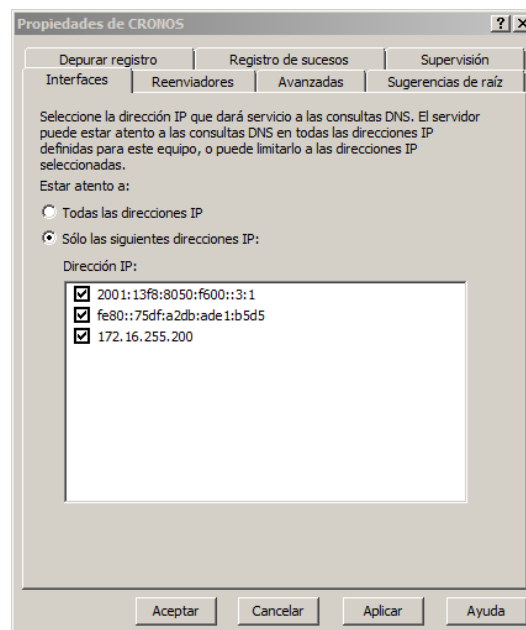 Propiedades de CRONOS
Depurar registro Registro de sucesos Supervisión
Interfaces Reenviadores Avanzadas Sugerencias de raíz
Seleccione la dirección IP que dará servicio a las consultas DNS. El servidor
puede estar atento a las consultas DNS en todas las direcciones IP
definidas para este equipo, o puede limitarlo a las direcciones IP
seleccionadas.
Estar atento a:
Todas las direcciones IP
Sólo las siguientes direcciones IP:
Dirección IP:
2001:13f8:8050:f600::3:1
fe80::75df:a2db:ade1:b5d5
172.16.255.200
Aceptar Cancelar Aplicar Ayuda